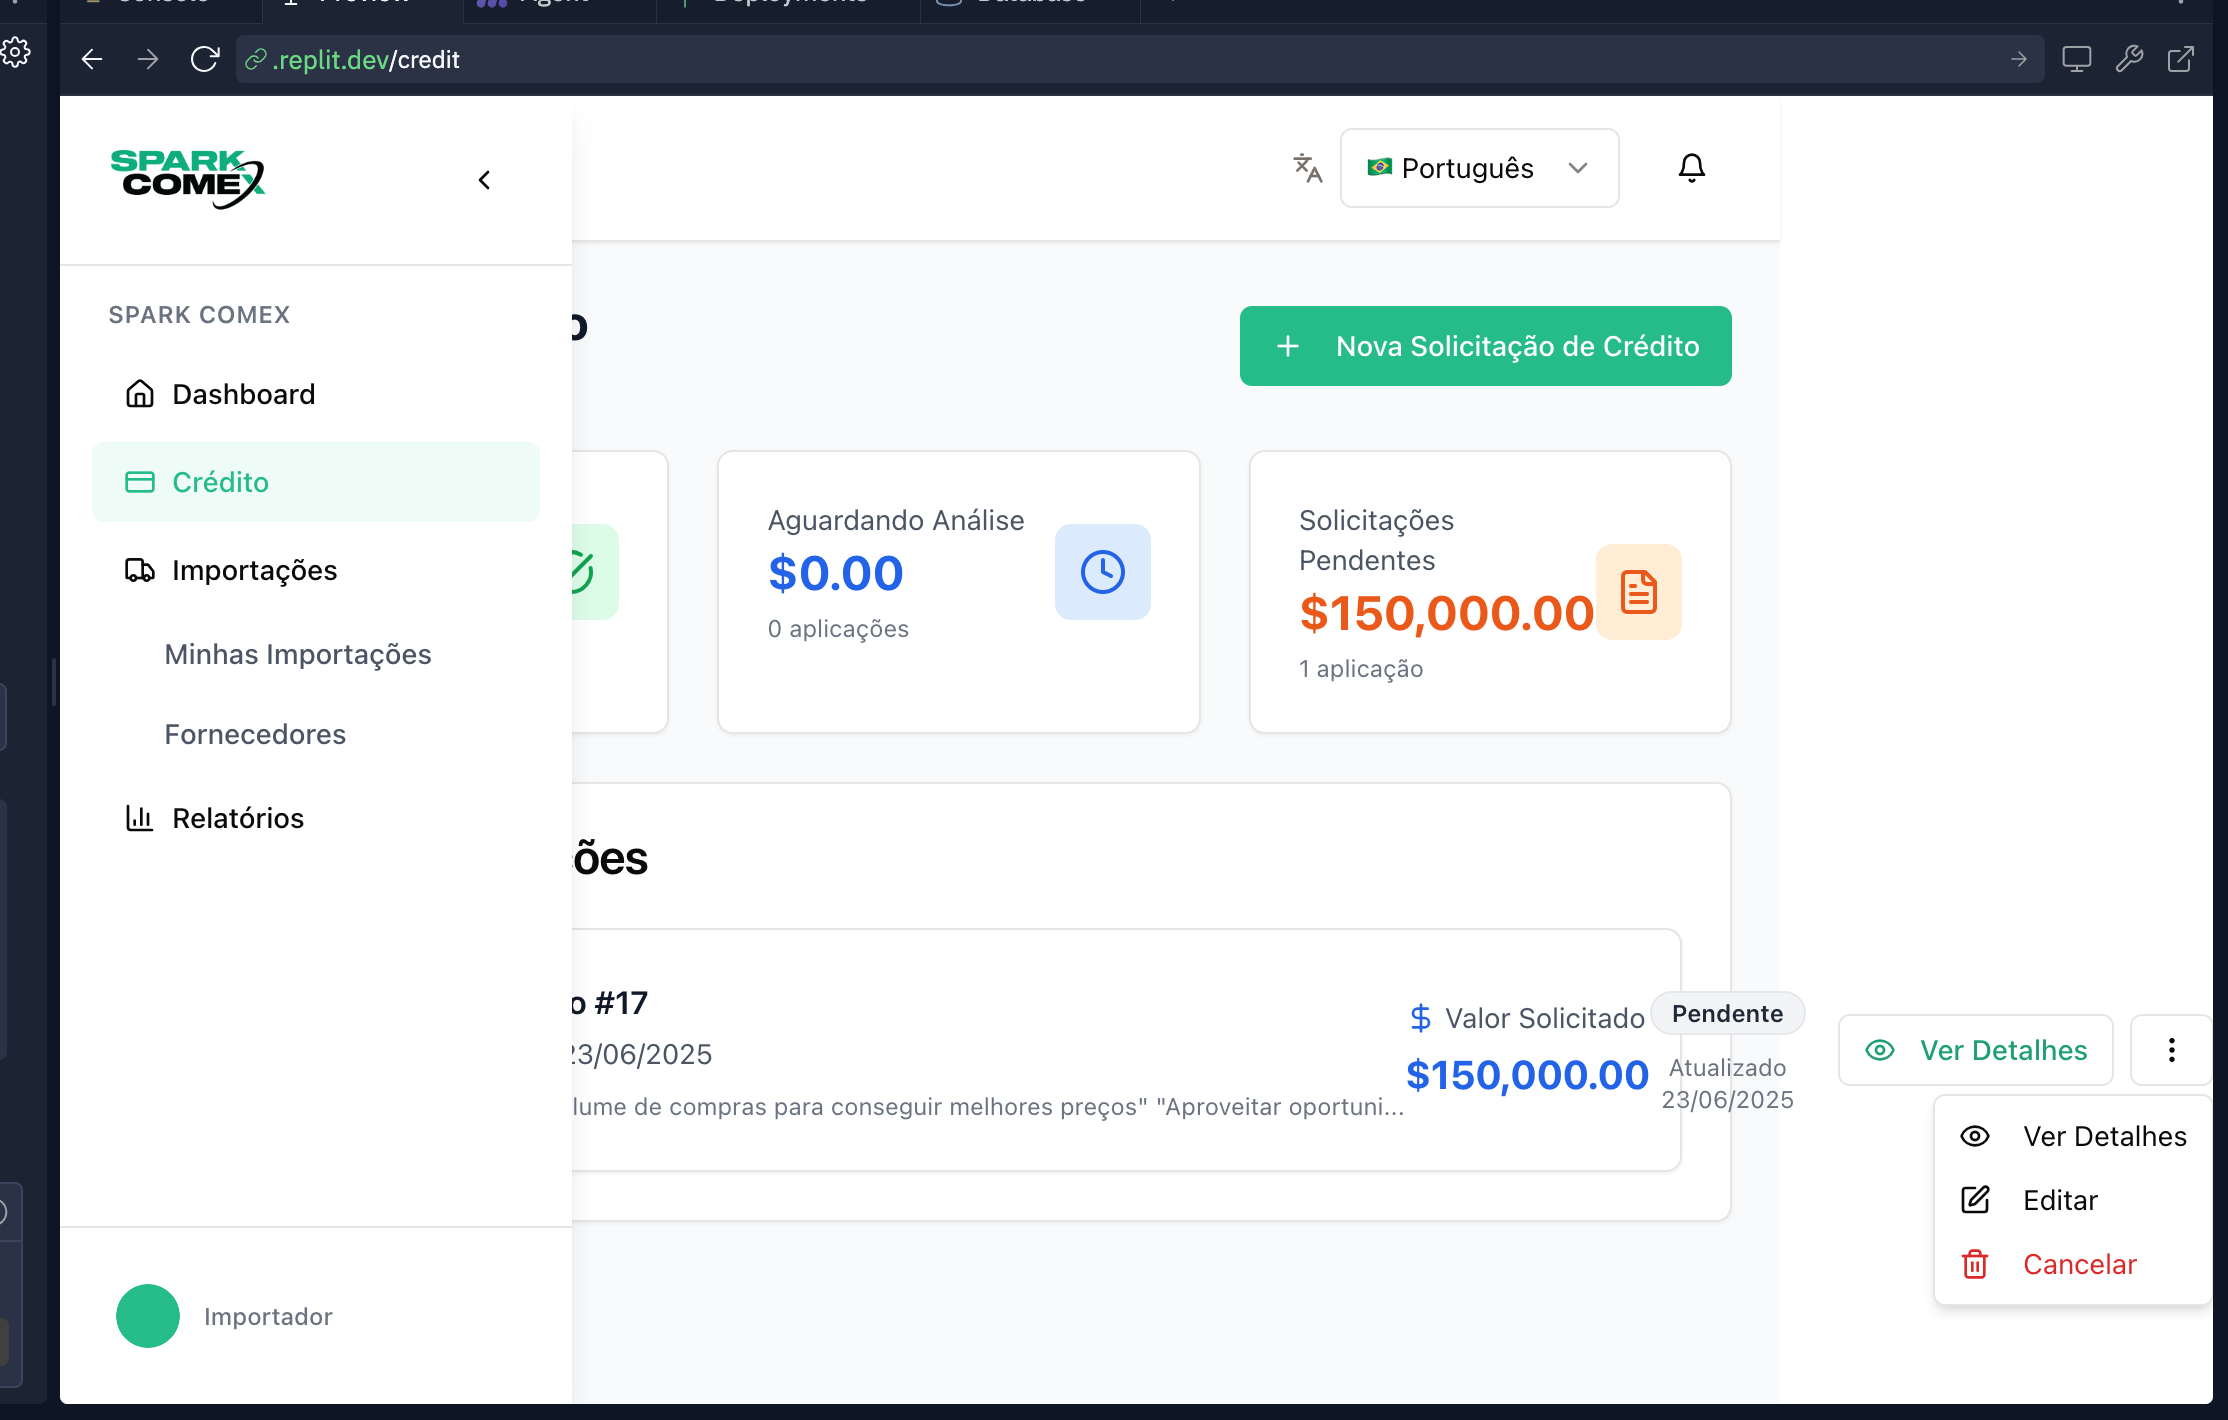 .replit.dev/credit
SPARK
COMEX
Português
SPARK COMEX
Dashboard
Crédito
Importações
Minhas Importações
Fornecedores
Relatórios
Importador
o
Nova Solicitação de Crédito
Aguardando Análise
$0.00
0 aplicações
Solicitações
Pendentes
$150,000.00
1 aplicação
ções
o #17
23/06/2025
lume de compras para conseguir melhores preços" "Aproveitar oportuni...
Valor Solicitado
$150,000.00
Pendente
Atualizado
23/06/2025
Ver Detalhes
Ver Detalhes
Editar
Cancelar